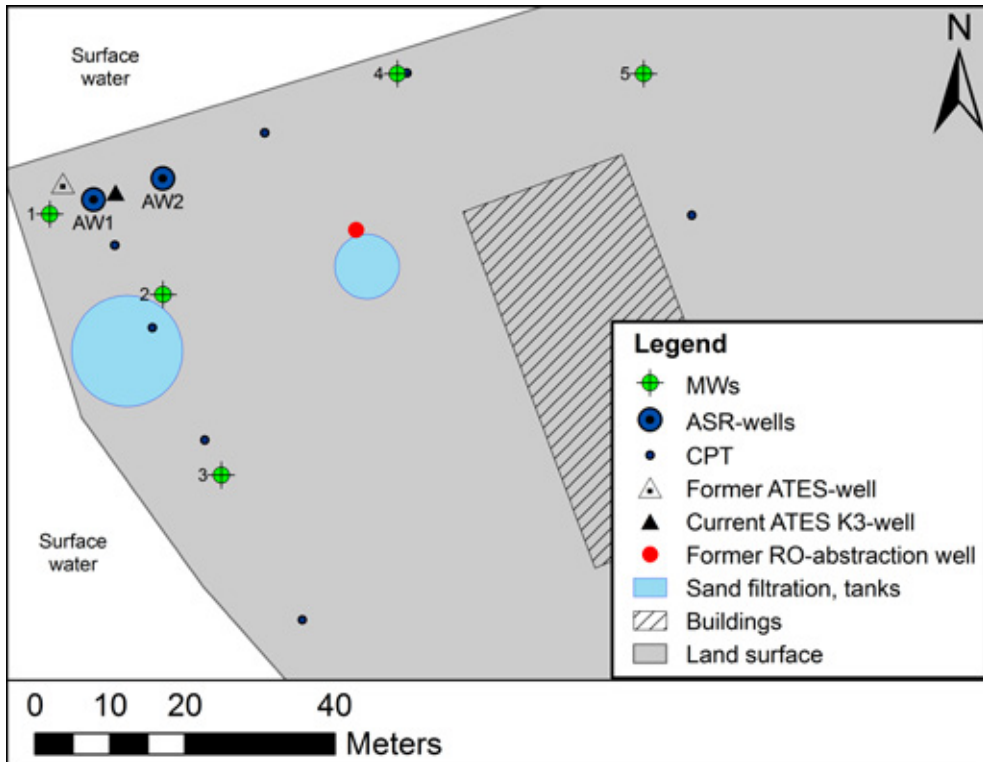 Surface
water
N
4
5
1
AW1
AW2
2
3
Surface
water
Legend
MWs
ASR-wells
CPT
Former ATES-well
Current ATES K3-well
Former RO-abstraction well
Sand filtration, tanks
Buildings
Land surface
0 10 20 40
Meters